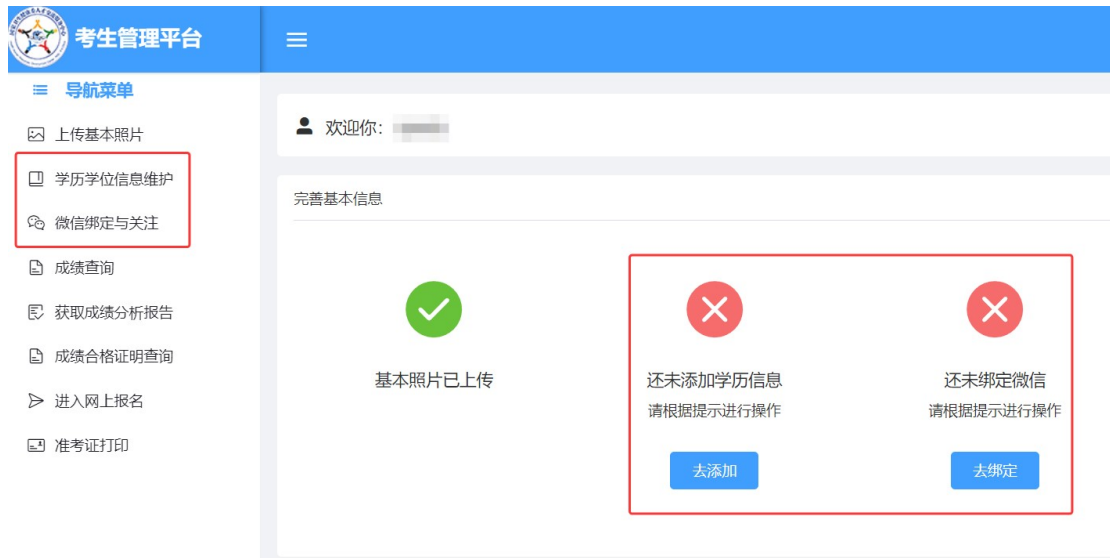 考生管理平台
导航菜单
上传基本照片
学历学位信息维护
微信绑定与关注
成绩查询
获取成绩分析报告
成绩合格证明查询
进入网上报名
准考证打印
欢迎你:
完善基本信息
基本照片已上传
还未添加学历信息
请根据提示进行操作
去添加
还未绑定微信
请根据提示进行操作
去绑定